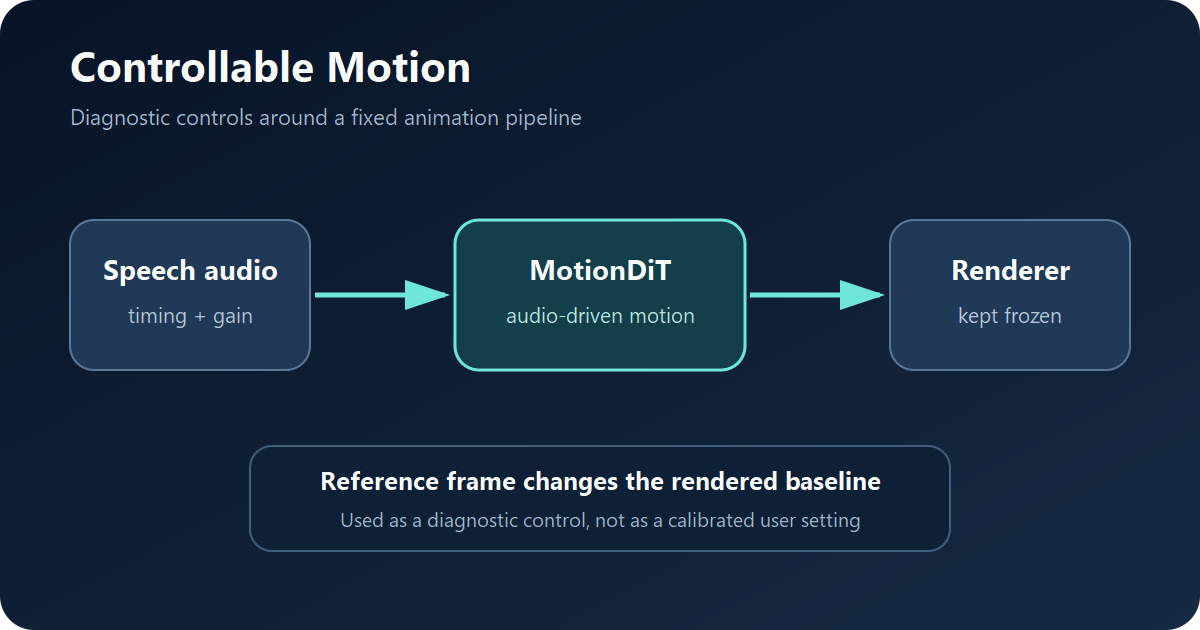 Controllable Motion
Diagnostic controls around a fixed animation pipeline
Speech audio
timing + gain
MotionDiT
audio-driven motion
Renderer
kept frozen
Reference frame changes the rendered baseline
Used as a diagnostic control, not as a calibrated user setting